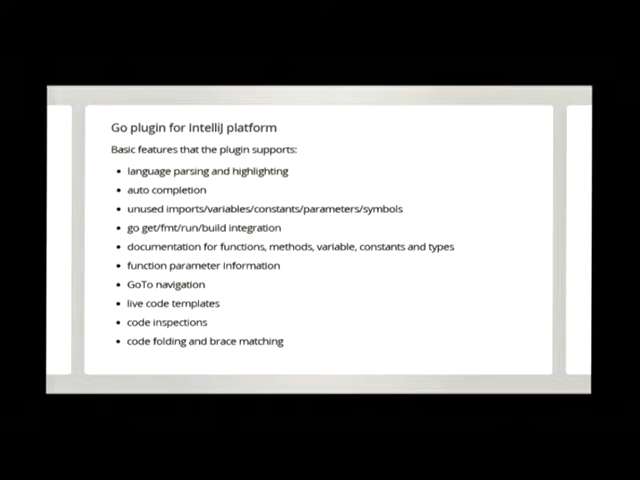 Go plugin for IntelliJ platform
Basic features that the plugin supports:
• language parsing and highlighting
• auto completion
• unused imports/variables/constants/parameters/symbols
• go get/fmt/run/build integration
• documentation for functions, methods, variable, constants and types
• function parameter information
• GoTo navigation
• live code templates
• code inspections
• code folding and brace matching